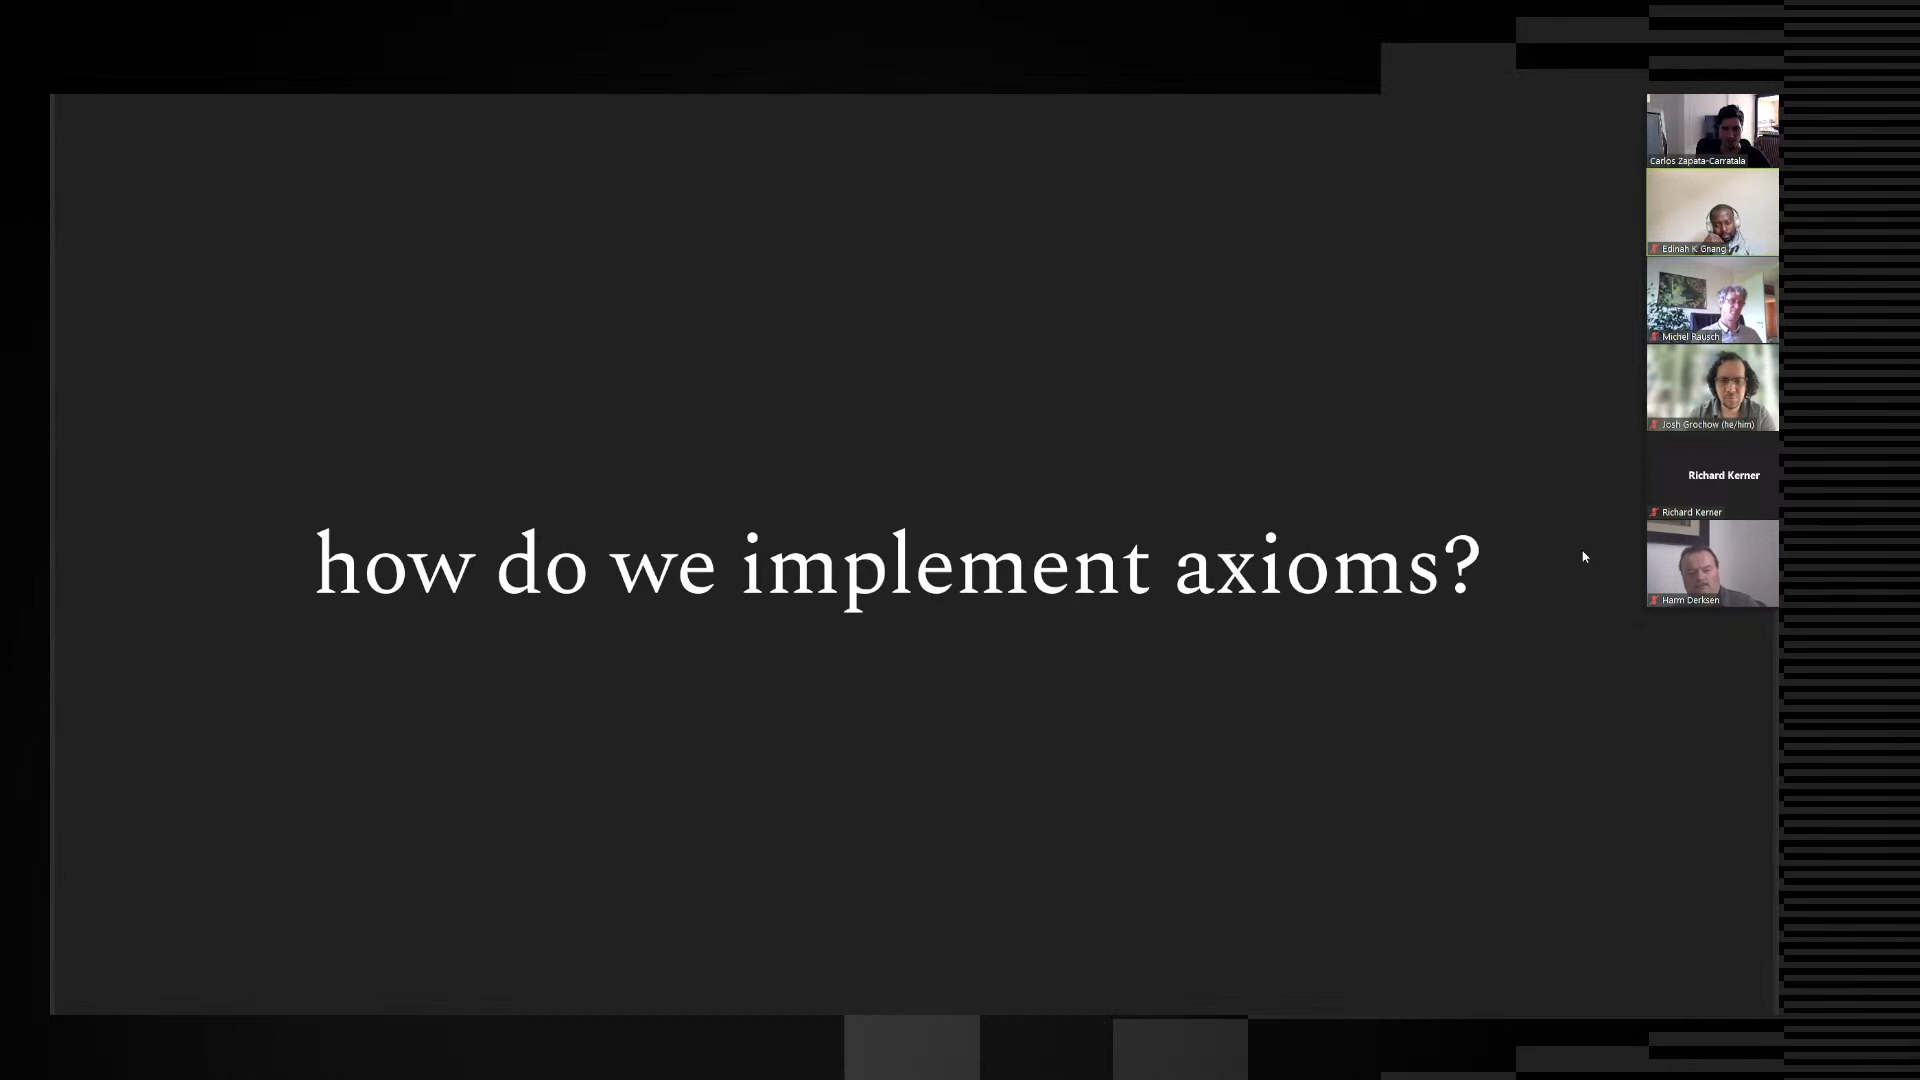 how do we implement axioms?
Carlos Zapata-Carratala
Edinah K Gnang
Michel Rausch
Josh Grochow (he/him)
Richard Kerner
Richard Kerner
Harm Derksen